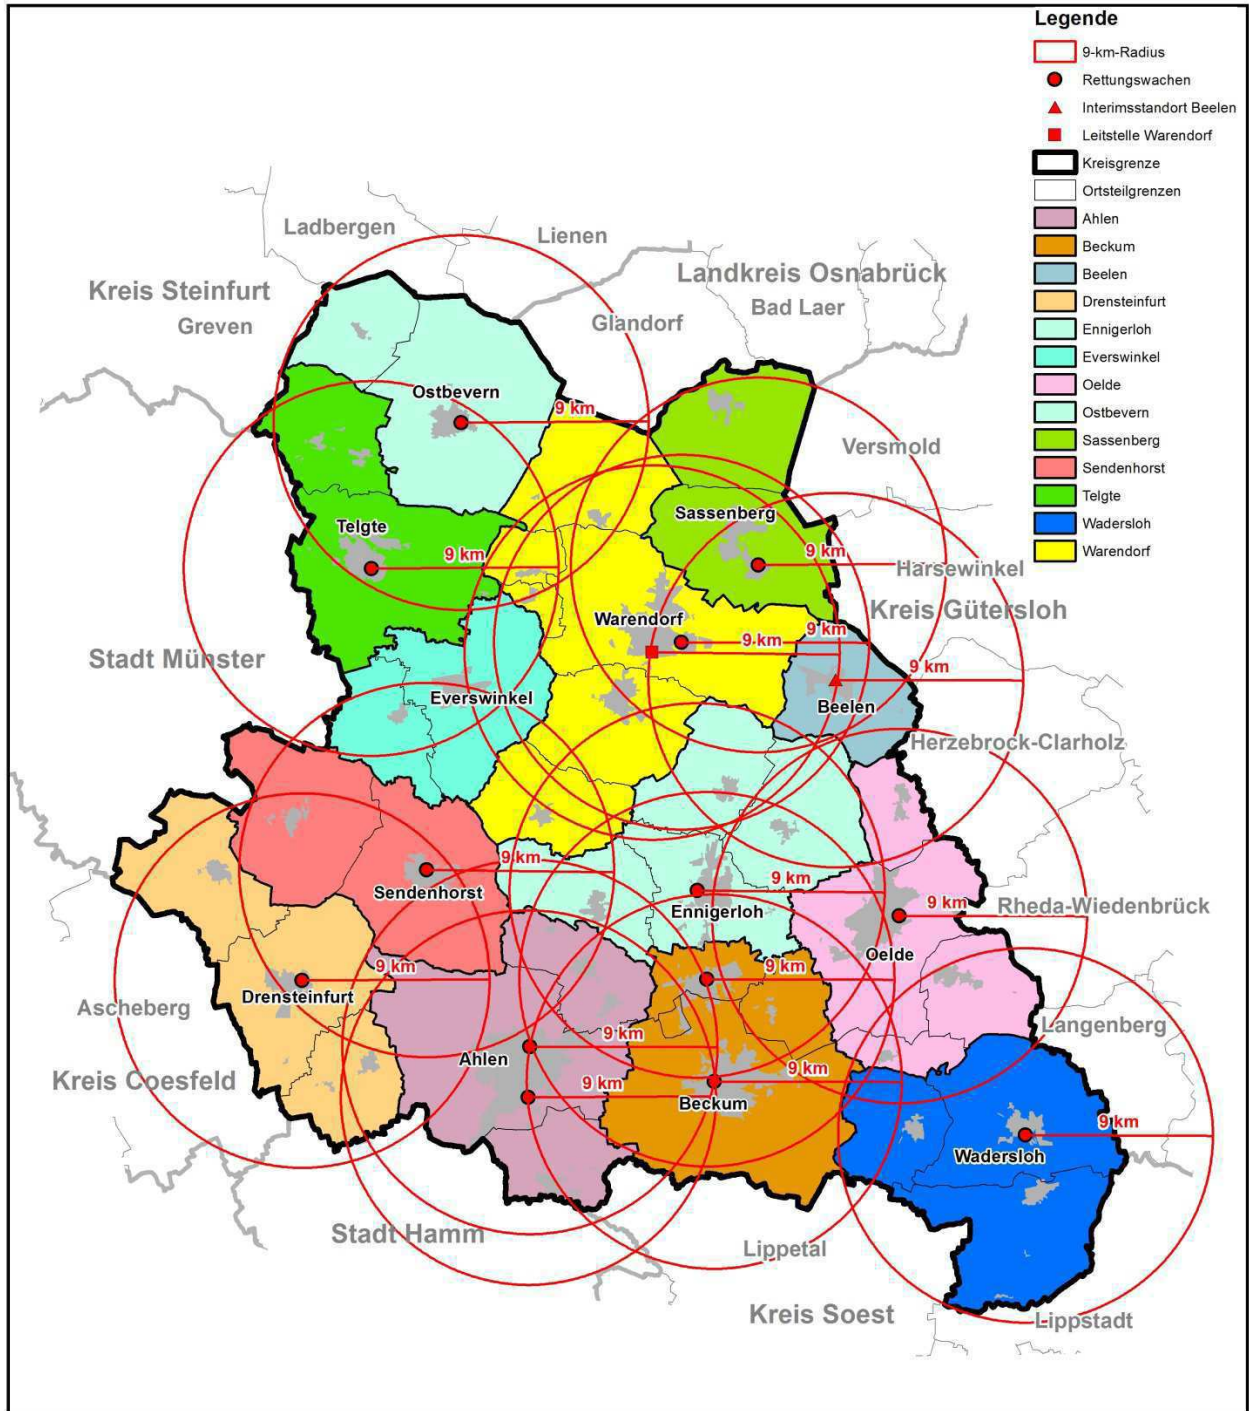 Legende
9-km-Radius
Rettungswachen
Interimsstandort Beelen
Leitstelle Warendorf
Kreisgrenze
Ortsteilgrenzen
Ahlen
Beckum
Beelen
Drensteinfurt
Ennigerloh
Everswinkel
Oelde
Ostbevern
Sassenberg
Sendenhorst
Telgte
Wadersloh
Warendorf
Ladbergen
Lienen
Kreis Steinfurt
Greven
Landkreis Osnabrück
Bad Laer
Glandorf
Ostbevern
9 km
Versmold
Sassenberg
Telgte
9 km
9 km
Harsewinkel
Kreis Gütersloh
Warendorf
9 km
9 km
Stadt Münster
9 km
Everswinkel
Beelen
Herzebrock-Clarholz
Sendenhorst
9 km
9 km
Ennigerloh
Rheda-Wiedenbrück
9 km
Oelde
Drensteinfurt
9 km
9 km
Ascheberg
Langenberg
Ahlen
9 km
Kreis Coesfeld
9 km
9 km
Beckum
Wadersloh
9 km
Stadt Hamm
Lippetal
Kreis Soest
Lippstadt